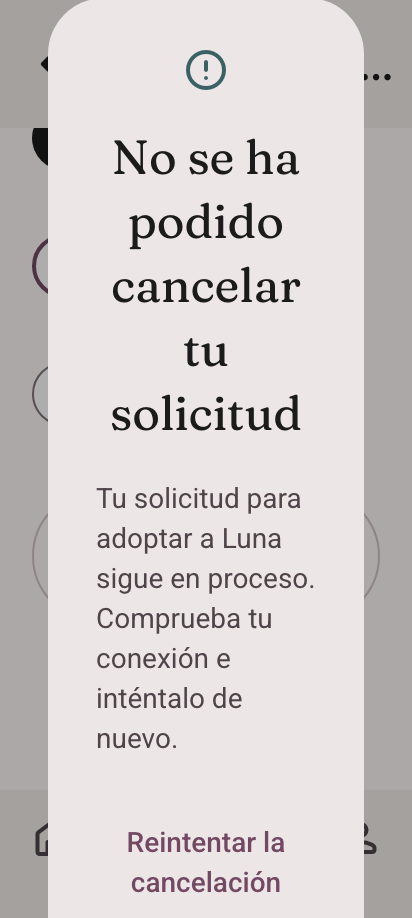 No se ha
podido
cancelar
tu
solicitud
Tu solicitud para
adoptar a Luna
sigue en proceso.
Comprueba tu
conexión e
inténtalo de
nuevo.
Reintentar la
cancelación